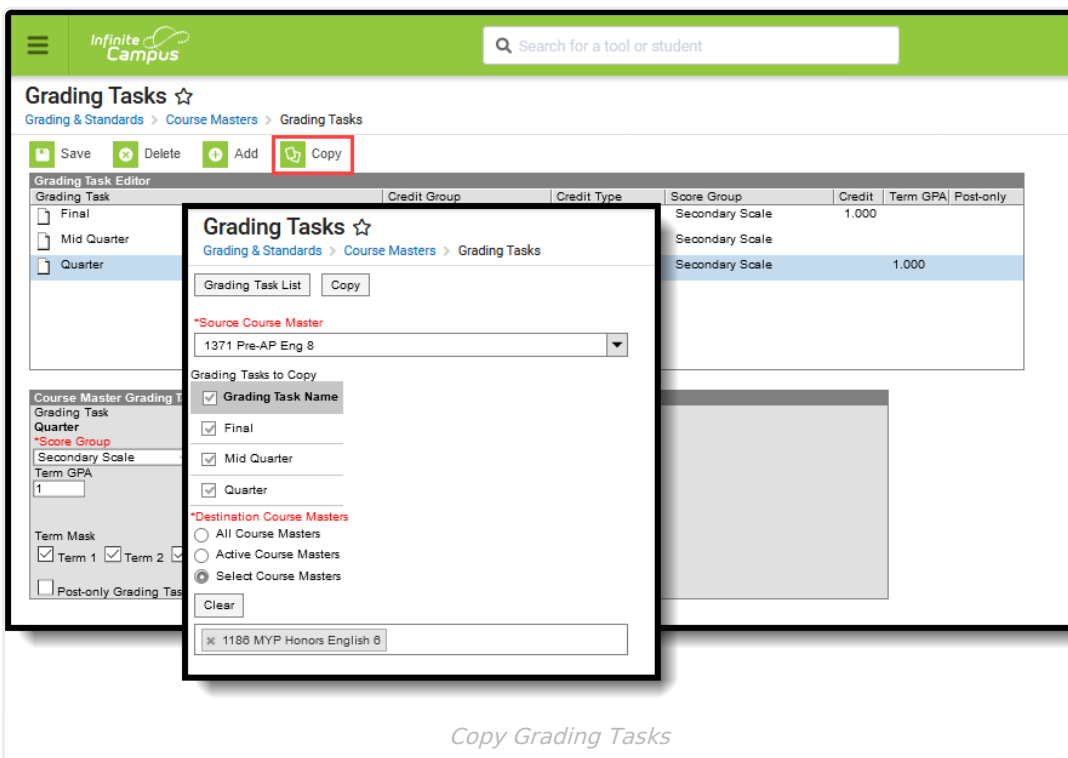 Infinite
Campus
Search for a tool or student
Grading Tasks
Grading & Standards > Course Masters > Grading Tasks
Save Delete Add Copy
Grading Task Editor
Grading Task Credit Group Credit Type Score Group Credit Term GPA Post-only
Final Secondary Scale 1.000
Mid Quarter Secondary Scale
Quarter Secondary Scale 1.000
Course Master Grading T
Grading Task
Quarter
*Score Group
Secondary Scale
Term GPA
1
Term Mask
Term 1 Term 2
Post-only Grading Tas
Grading Tasks
Grading & Standards > Course Masters > Grading Tasks
Grading Task List Copy
*Source Course Master
1371 Pre-AP Eng 8
Grading Tasks to Copy
Grading Task Name
Final
Mid Quarter
Quarter
*Destination Course Masters
All Course Masters
Active Course Masters
Select Course Masters
Clear
× 1186 MYP Honors English 6
Copy Grading Tasks